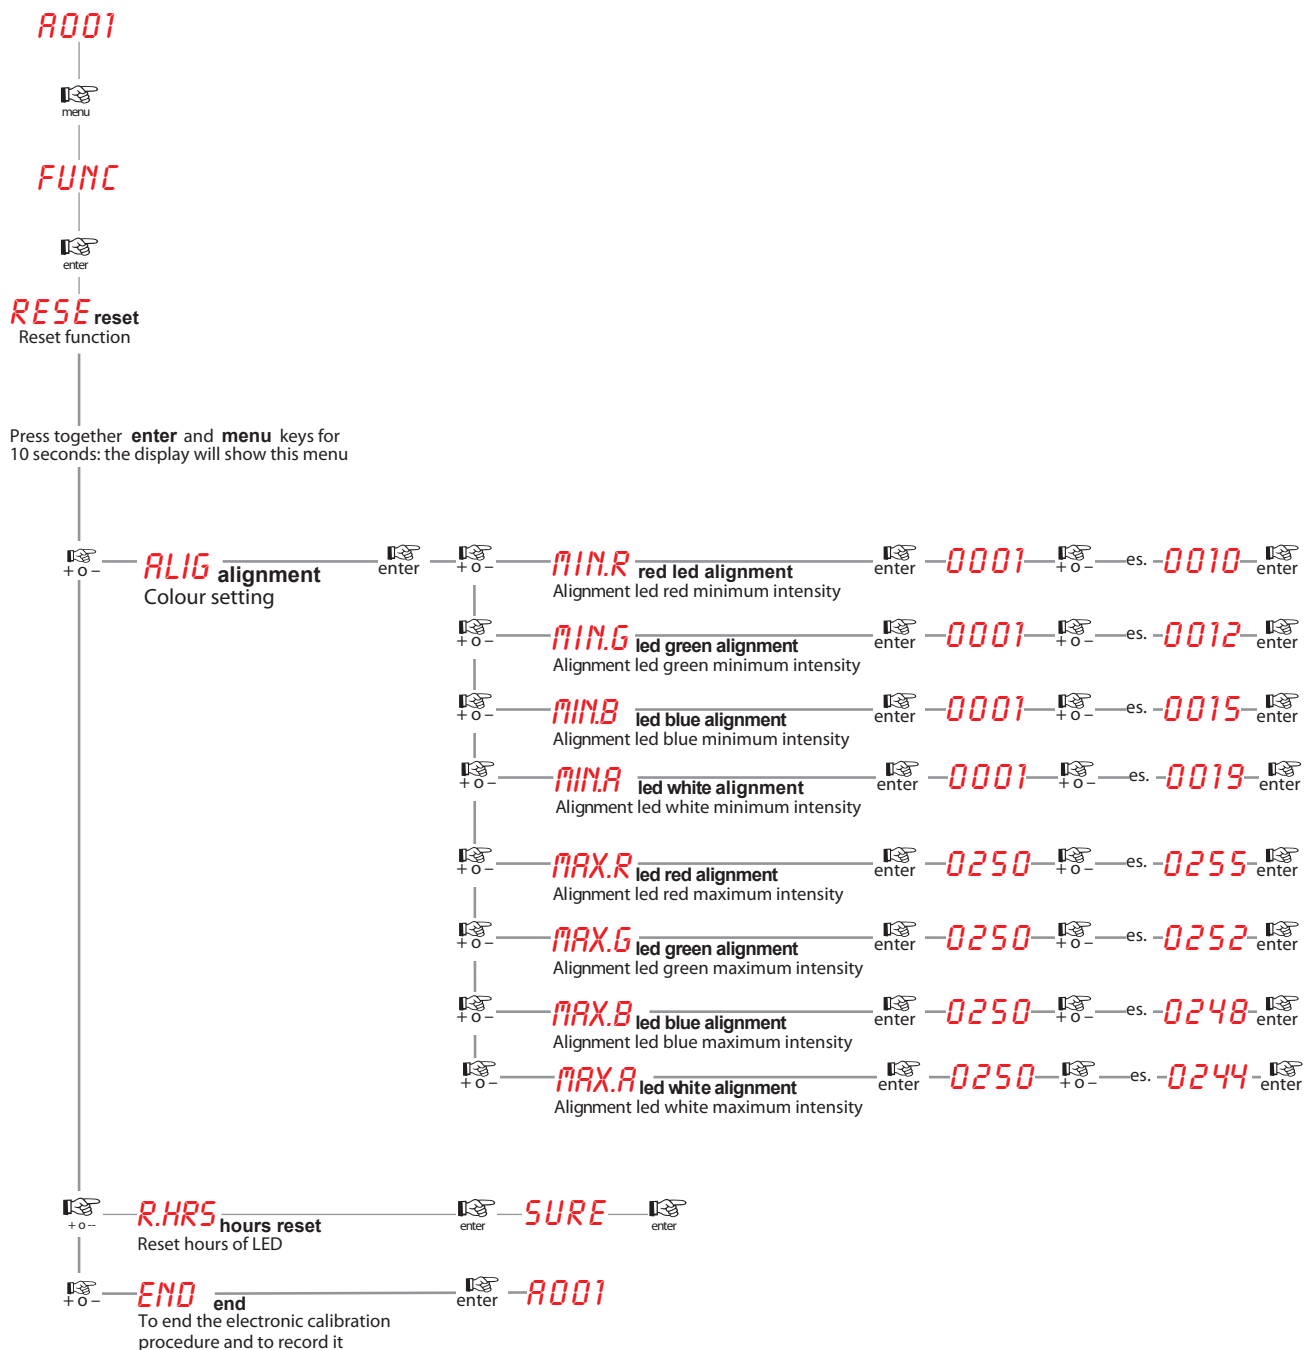 A001
menu
FUNC
enter
RESE reset
Reset function
Press together enter and menu keys for
10 seconds: the display will show this menu
+ o – ALIG alignment enter + o – MIN.R red led alignment enter 0001 + o – es. 0010 enter
Colour setting
Alignment led red minimum intensity
+ o – MIN.G led green alignment enter 0001 + o – es. 0012 enter
Alignment led green minimum intensity
+ o – MIN.B led blue alignment enter 0001 + o – es. 0015 enter
Alignment led blue minimum intensity
+ o – MIN.A led white alignment enter 0001 + o – es. 0019 enter
Alignment led white minimum intensity
+ o – MAX.R led red alignment enter 0250 + o – es. 0255 enter
Alignment led red maximum intensity
+ o – MAX.G led green alignment enter 0250 + o – es. 0252 enter
Alignment led green maximum intensity
+ o – MAX.B led blue alignment enter 0250 + o – es. 0248 enter
Alignment led blue maximum intensity
+ o – MAX.A led white alignment enter 0250 + o – es. 0244 enter
Alignment led white maximum intensity
+ o -- R.HRS hours reset enter SURE enter
Reset hours of LED
+ o – END end enter A001
To end the electronic calibration
procedure and to record it